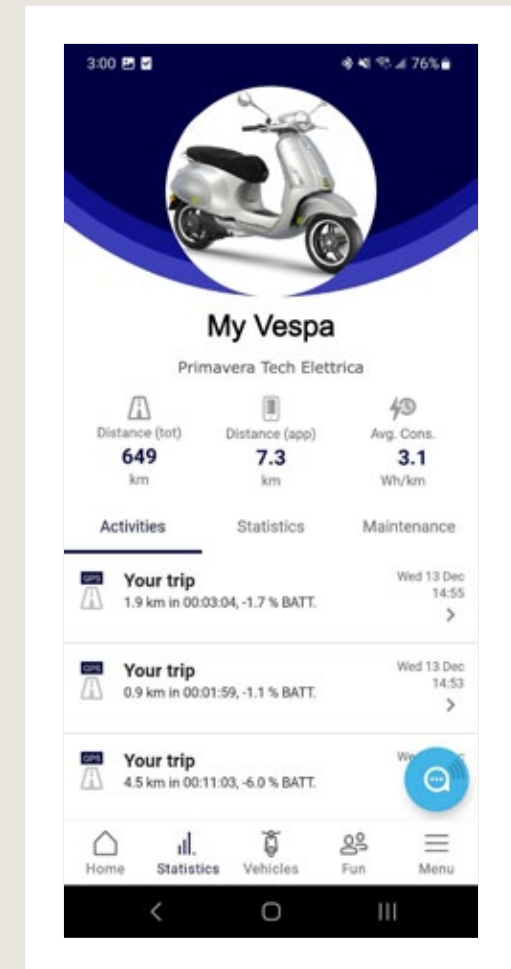 3:00 76%
My Vespa
Primavera Tech Elettrica
Distance (tot) Distance (app) Avg. Cons.
649 7.3 3.1
km km Wh/km
Activities Statistics Maintenance
GPS Your trip Wed 13 Dec
1.9 km in 00:03:04, -1.7 % BATT. 14:55
GPS Your trip Wed 13 Dec
0.9 km in 00:01:59, -1.1 % BATT. 14:53
GPS Your trip
4.5 km in 00:11:03, -6.0 % BATT.
Home Statistics Vehicles Fun Menu